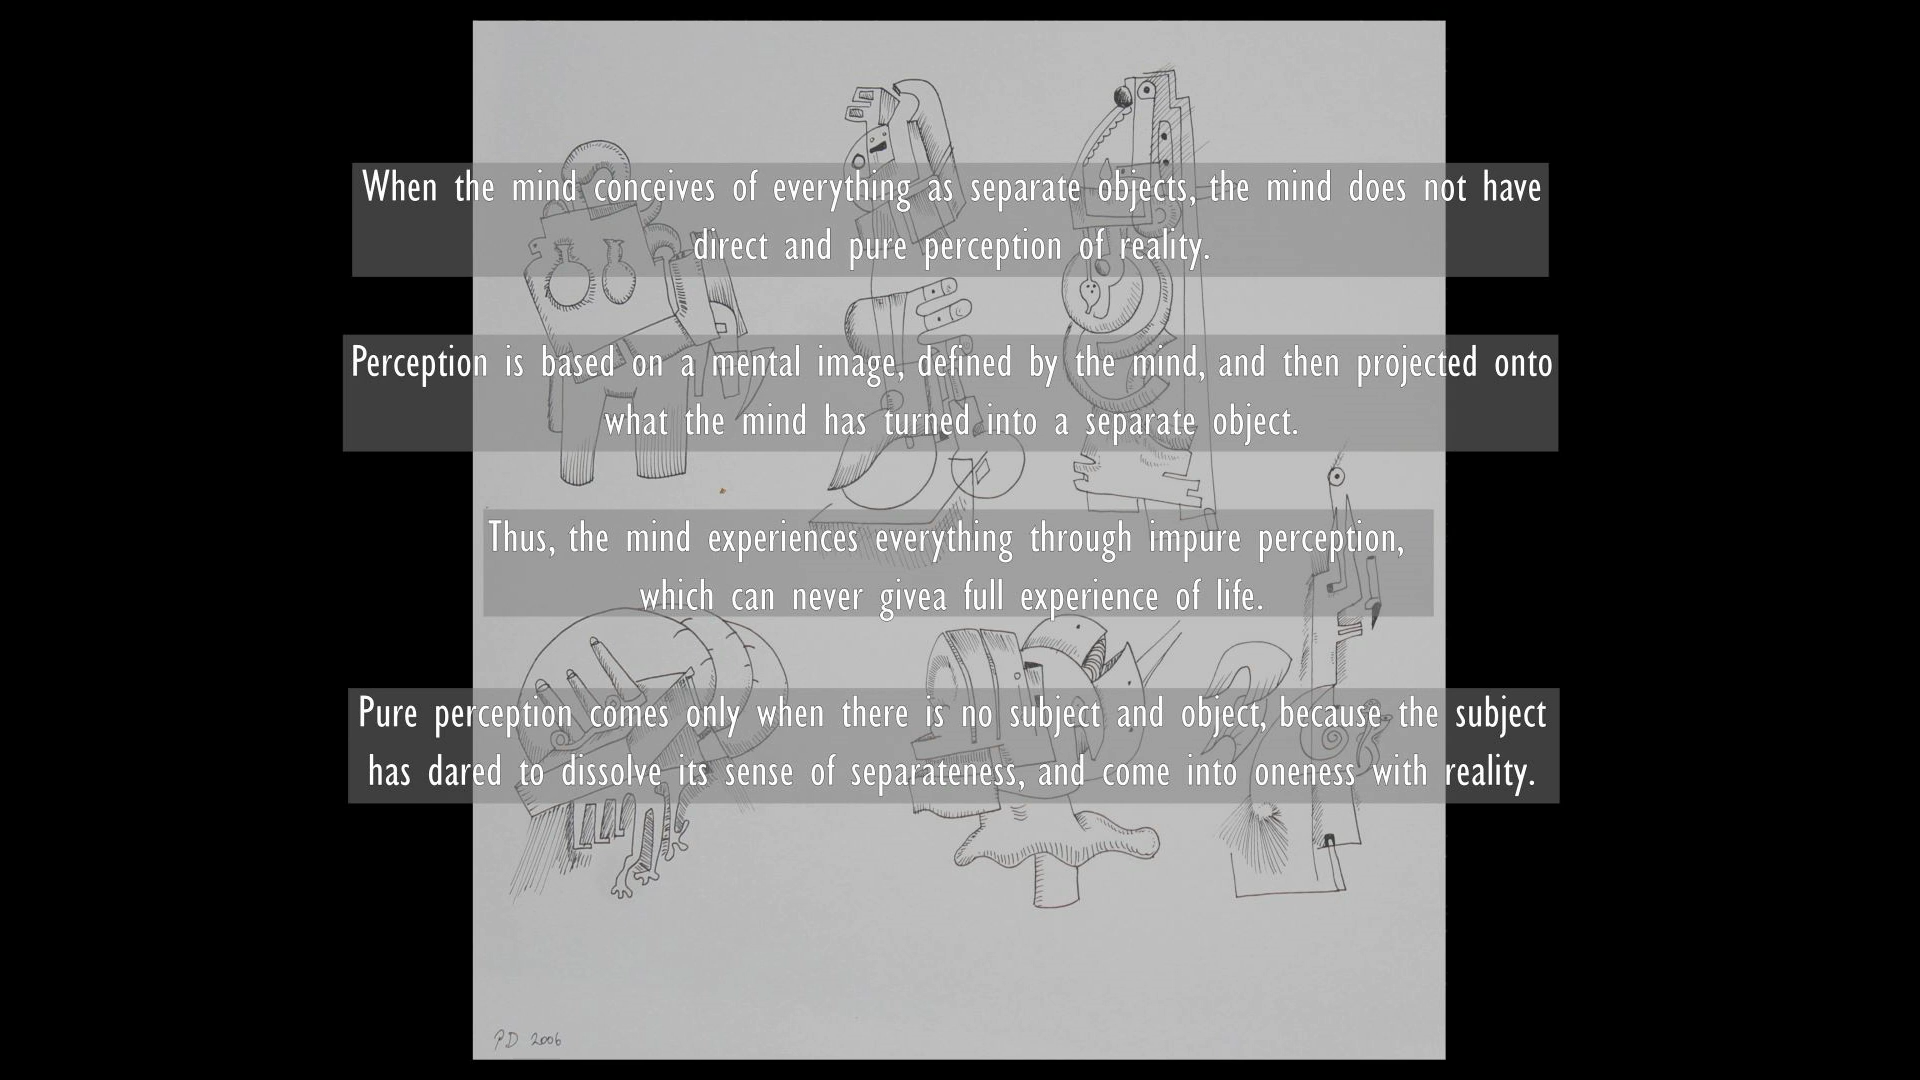 When the mind conceives of everything as separate objects, the mind does not have
direct and pure perception of reality.
Perception is based on a mental image, defined by the mind, and then projected onto
what the mind has turned into a separate object.
Thus, the mind experiences everything through impure perception,
which can never givea full experience of life.
Pure perception comes only when there is no subject and object, because the subject
has dared to dissolve its sense of separateness, and come into oneness with reality.
PD 2006